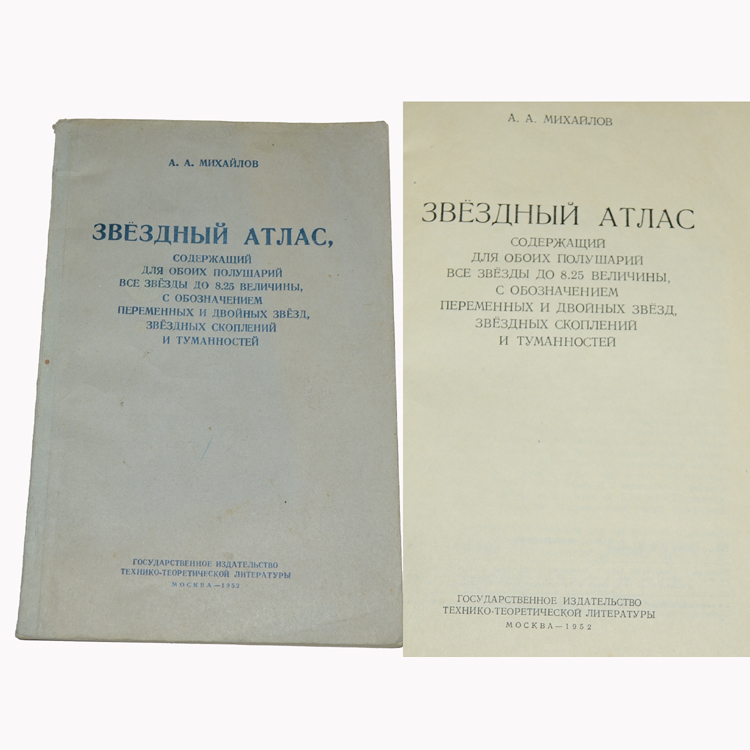 А. А. МИХАЙЛОВ
ЗВЁЗДНЫЙ АТЛАС,
СОДЕРЖАЩИЙ
ДЛЯ ОБОИХ ПОЛУШАРИЙ
ВСЕ ЗВЁЗДЫ ДО 8.25 ВЕЛИЧИНЫ,
С ОБОЗНАЧЕНИЕМ
ПЕРЕМЕННЫХ И ДВОЙНЫХ ЗВЁЗД,
ЗВЁЗДНЫХ СКОПЛЕНИЙ
И ТУМАННОСТЕЙ
ГОСУДАРСТВЕННОЕ ИЗДАТЕЛЬСТВО
ТЕХНИКО-ТЕОРЕТИЧЕСКОЙ ЛИТЕРАТУРЫ
МОСКВА—1952
А. А. МИХАЙЛОВ
ЗВЁЗДНЫЙ АТЛАС
СОДЕРЖАЩИЙ
ДЛЯ ОБОИХ ПОЛУШАРИЙ
ВСЕ ЗВЁЗДЫ ДО 8.25 ВЕЛИЧИНЫ,
С ОБОЗНАЧЕНИЕМ
ПЕРЕМЕННЫХ И ДВОЙНЫХ ЗВЁЗД,
ЗВЁЗДНЫХ СКОПЛЕНИЙ
И ТУМАННОСТЕЙ
ГОСУДАРСТВЕННОЕ ИЗДАТЕЛЬСТВО
ТЕХНИКО-ТЕОРЕТИЧЕСКОЙ ЛИТЕРАТУРЫ
МОСКВА—1952